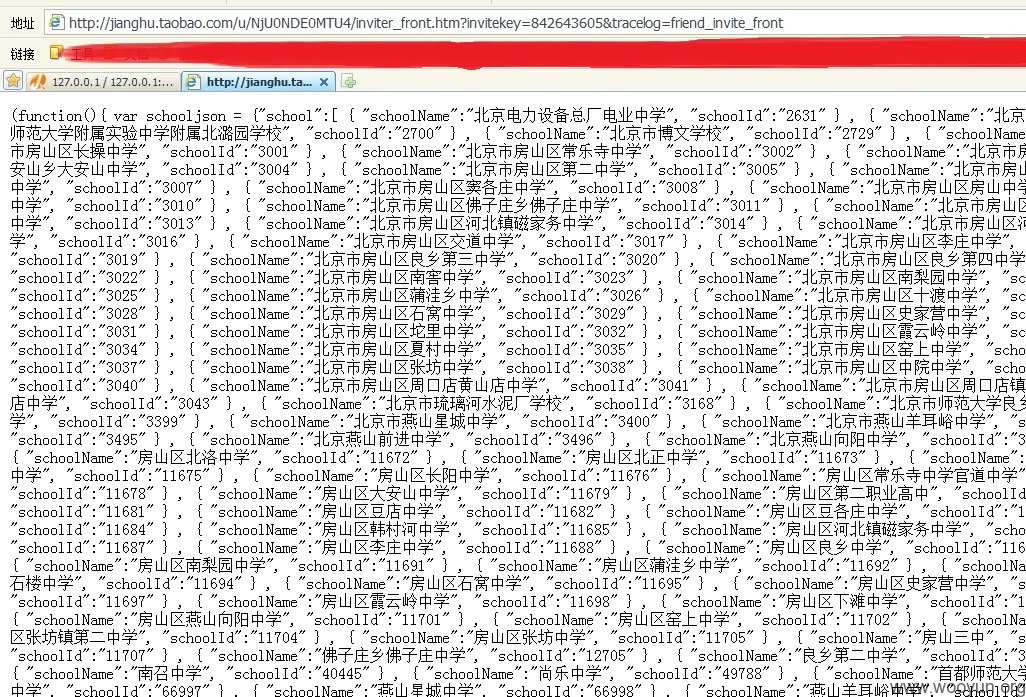 地址 http://jianghu.taobao.com/u/NjU0NDE0MTU4/inviter_front.htm?invitekey=842643605&tracelog=friend_invite_front
链接
127.0.0.1 / 127.0.0.1:... http://jianghu.ta...
(function(){ var schooljson = {"school":[ { "schoolName":"北京电力设备总厂电业中学", "schoolId":"2631" } , { "schoolName":"北京
师范大学附属实验中学附属北潞园学校", "schoolId":"2700" } , { "schoolName":"北京市博文学校", "schoolId":"2729" } , { "schoolName
市房山区长操中学", "schoolId":"3001" } , { "schoolName":"北京市房山区常乐寺中学", "schoolId":"3002" } , { "schoolName":"北京市房
安山乡大安山中学", "schoolId":"3004" } , { "schoolName":"北京市房山区第二中学", "schoolId":"3005" } , { "schoolName":"北京市房山
中学", "schoolId":"3007" } , { "schoolName":"北京市房山区窦各庄中学", "schoolId":"3008" } , { "schoolName":"北京市房山区房山中学
中学", "schoolId":"3010" } , { "schoolName":"北京市房山区佛子庄乡佛子庄中学", "schoolId":"3011" } , { "schoolName":"北京市房山区
中学", "schoolId":"3013" } , { "schoolName":"北京市房山区河北镇磁家务中学", "schoolId":"3014" } , { "schoolName":"北京市房山区
学", "schoolId":"3016" } , { "schoolName":"北京市房山区交道中学", "schoolId":"3017" } , { "schoolName":"北京市房山区李庄中学",
"schoolId":"3019" } , { "schoolName":"北京市房山区良乡第三中学", "schoolId":"3020" } , { "schoolName":"北京市房山区良乡第四中学
"schoolId":"3022" } , { "schoolName":"北京市房山区南窖中学", "schoolId":"3023" } , { "schoolName":"北京市房山区南梨园中学", "sc
"schoolId":"3025" } , { "schoolName":"北京市房山区蒲洼乡中学", "schoolId":"3026" } , { "schoolName":"北京市房山区十渡中学", "sc
"schoolId":"3028" } , { "schoolName":"北京市房山区石窝中学", "schoolId":"3029" } , { "schoolName":"北京市房山区史家营中学", "sc
"schoolId":"3031" } , { "schoolName":"北京市房山区坨里中学", "schoolId":"3032" } , { "schoolName":"北京市房山区霞云岭中学", "sc
"schoolId":"3034" } , { "schoolName":"北京市房山区夏村中学", "schoolId":"3035" } , { "schoolName":"北京市房山区窑上中学", "scho
"schoolId":"3037" } , { "schoolName":"北京市房山区张坊中学", "schoolId":"3038" } , { "schoolName":"北京市房山区中院中学", "scho
"schoolId":"3040" } , { "schoolName":"北京市房山区周口店黄山店中学", "schoolId":"3041" } , { "schoolName":"北京市房山区周口店镇
店中学", "schoolId":"3043" } , { "schoolName":"北京市琉璃河水泥厂学校", "schoolId":"3168" } , { "schoolName":"北京市师范大学良乡
学", "schoolId":"3399" } , { "schoolName":"北京市燕山星城中学", "schoolId":"3400" } , { "schoolName":"北京市燕山羊耳峪中学", "sc
"schoolId":"3495" } , { "schoolName":"北京燕山前进中学", "schoolId":"3496" } , { "schoolName":"北京燕山向阳中学", "schoolId":"3
{ "schoolName":"房山区北洛中学", "schoolId":"11672" } , { "schoolName":"房山区北正中学", "schoolId":"11673" } , { "schoolName":
中学", "schoolId":"11675" } , { "schoolName":"房山区长阳中学", "schoolId":"11676" } , { "schoolName":"房山区常乐寺中学官道中学"
"schoolId":"11678" } , { "schoolName":"房山区大安山中学", "schoolId":"11679" } , { "schoolName":"房山区第二职业高中", "schoolId
"schoolId":"11681" } , { "schoolName":"房山区豆店中学", "schoolId":"11682" } , { "schoolName":"房山区豆各庄中学", "schoolId":"1
"schoolId":"11684" } , { "schoolName":"房山区韩村河中学", "schoolId":"11685" } , { "schoolName":"房山区河北镇磁家务中学", "scho
"schoolId":"11687" } , { "schoolName":"房山区李庄中学", "schoolId":"11688" } , { "schoolName":"房山区良乡中学", "schoolId":"116
{ "schoolName":"房山区南梨园中学", "schoolId":"11691" } , { "schoolName":"房山区蒲洼乡中学", "schoolId":"11692" } , { "schoolNam
石楼中学", "schoolId":"11694" } , { "schoolName":"房山区石窝中学", "schoolId":"11695" } , { "schoolName":"房山区史家营中学", "s
"schoolId":"11697" } , { "schoolName":"房山区霞云岭中学", "schoolId":"11698" } , { "schoolName":"房山区下滩中学", "schoolId":"1
{ "schoolName":"房山区燕山向阳中学", "schoolId":"11701" } , { "schoolName":"房山区窑上中学", "schoolId":"11702" } , { "schoolNam
区张坊镇第二中学", "schoolId":"11704" } , { "schoolName":"房山区张坊中学", "schoolId":"11705" } , { "schoolName":"房山三中", "
"schoolId":"11707" } , { "schoolName":"佛子庄乡佛子庄中学", "schoolId":"12705" } , { "schoolName":"良乡第二中学", "schoolId":"3
{ "schoolName":"南召中学", "schoolId":"40445" } , { "schoolName":"尚乐中学", "schoolId":"49788" } , { "schoolName":"首都师范大
中学", "schoolId":"66997" } , { "schoolName":"燕山星城中学", "schoolId":"66998" } , { "schoolName":"燕山羊耳峪